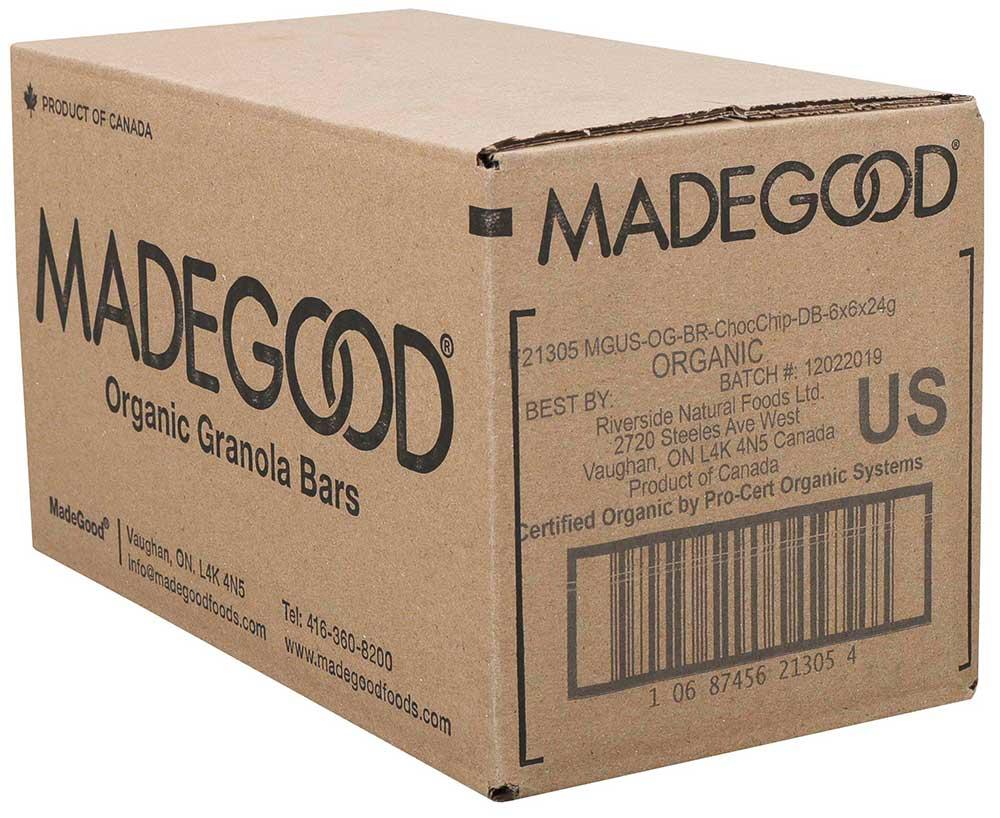 PRODUCT OF CANADA
MADEGOOD®
Organic Granola Bars
MadeGood®
Vaughan, ON, L4K 4N5
info@madegoodfoods.com
Tel: 416-360-8200
www.madegoodfoods.com
MADEGOOD®
#21305 MGUS-OG-BR-ChocChip-DB-6x6x24g
ORGANIC
BATCH #: 12022019
BEST BY:
Riverside Natural Foods Ltd.
2720 Steeles Ave West
Vaughan, ON L4K 4N5 Canada
Product of Canada
US
Certified Organic by Pro-Cert Organic Systems
1 06 87456 21305 4